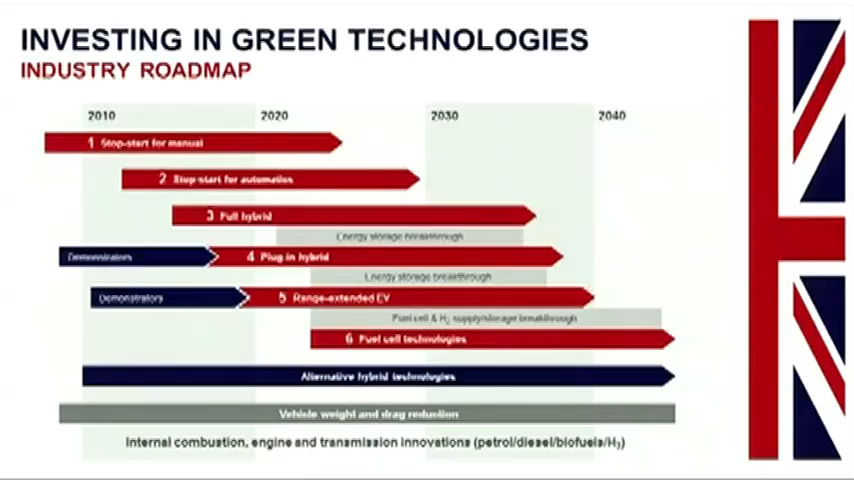 INVESTING IN GREEN TECHNOLOGIES
INDUSTRY ROADMAP
2010 2020 2030 2040
1 Stop-start for manual
2 Stop-start for automatics
3 Full hybrid
Energy storage breakthrough
Demonstrators 4 Plug-in hybrid
Energy storage breakthrough
Demonstrators 5 Range-extended EV
Fuel cell & H₂ supply/storage breakthrough
6 Fuel cell technologies
Alternative hybrid technologies
Vehicle weight and drag reduction
Internal combustion, engine and transmission innovations (petrol/diesel/biofuels/H₂)